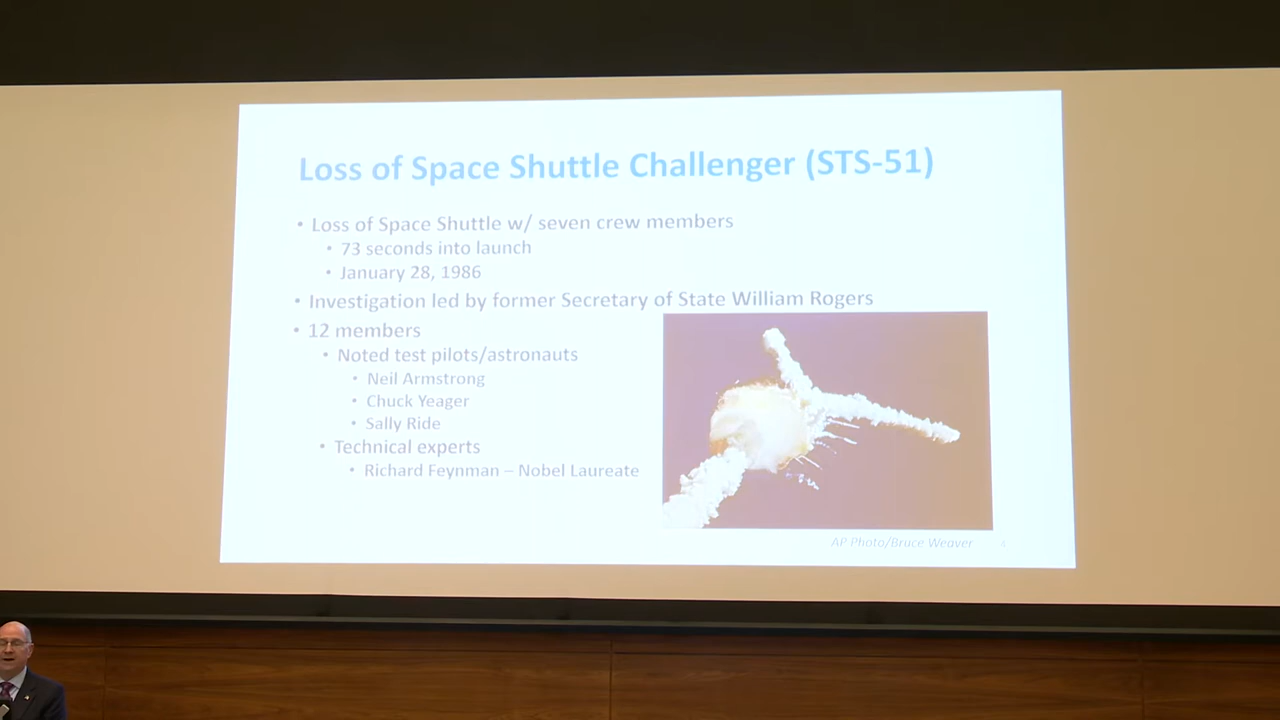 Loss of Space Shuttle Challenger (STS-51)
• Loss of Space Shuttle w/ seven crew members
• 73 seconds into launch
• January 28, 1986
• Investigation led by former Secretary of State William Rogers
• 12 members
• Noted test pilots/astronauts
• Neil Armstrong
• Chuck Yeager
• Sally Ride
• Technical experts
• Richard Feynman – Nobel Laureate
AP Photo/Bruce Weaver